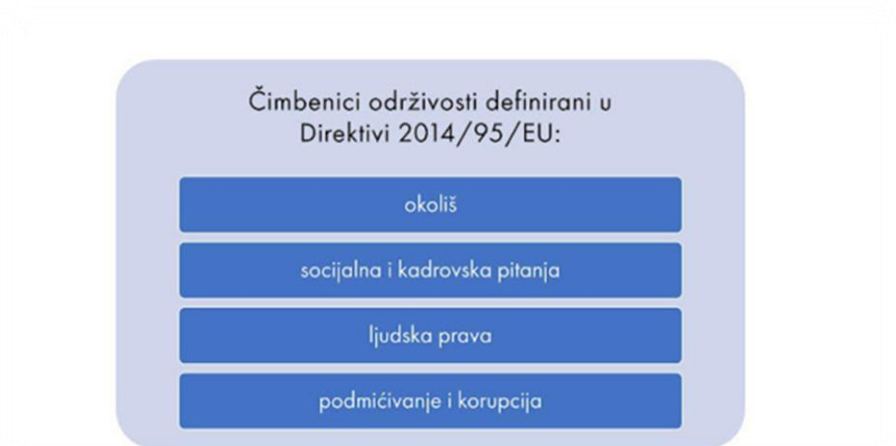 Čimbenici održivosti definirani u
Direktivi 2014/95/EU:
okoliš
socijalna i kadrovska pitanja
ljudska prava
podmićivanje i korupcija